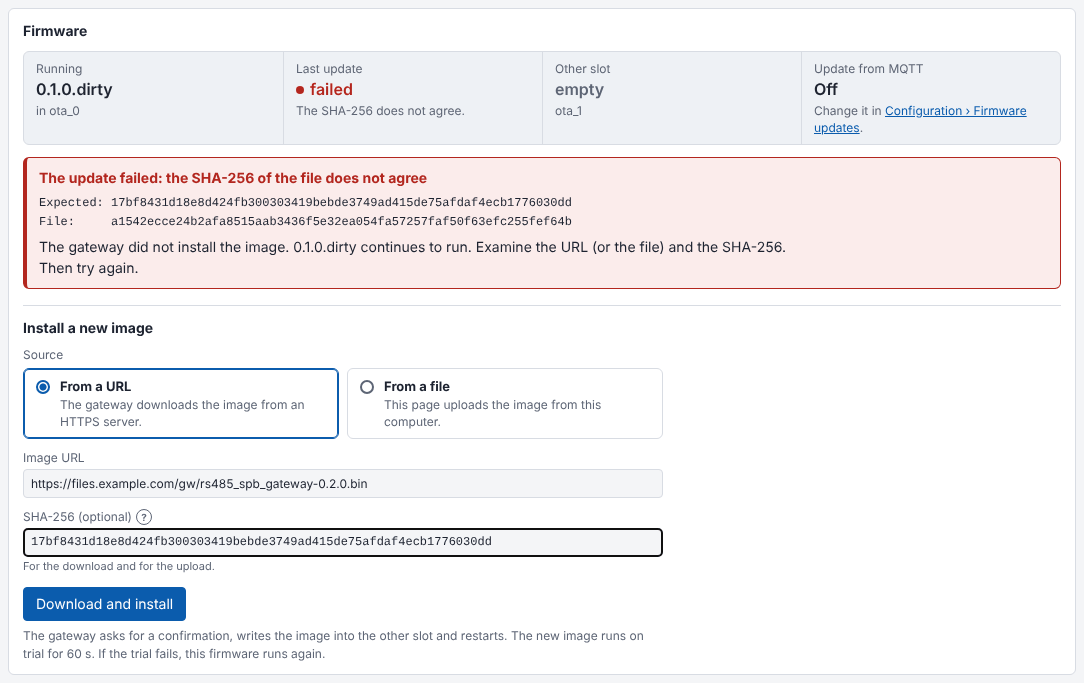 Firmware
Running
0.1.0.dirty
in ota_0
Last update
failed
The SHA-256 does not agree.
Other slot
empty
ota_1
Update from MQTT
Off
Change it in Configuration › Firmware
updates.
The update failed: the SHA-256 of the file does not agree
Expected: 17bf8431d18e8d424fb300303419bebde3749ad415de75afdaf4ecb1776030dd
File: a1542ecce24b2afa8515aab3436f5e32ea054fa57257faf50f63efc255fef64b
The gateway did not install the image. 0.1.0.dirty continues to run. Examine the URL (or the file) and the SHA-256.
Then try again.
Install a new image
Source
From a URL
The gateway downloads the image from an
HTTPS server.
From a file
This page uploads the image from this
computer.
Image URL
https://files.example.com/gw/rs485_spb_gateway-0.2.0.bin
SHA-256 (optional) ?
17bf8431d18e8d424fb300303419bebde3749ad415de75afdaf4ecb1776030dd
For the download and for the upload.
Download and install
The gateway asks for a confirmation, writes the image into the other slot and restarts. The new image runs on
trial for 60 s. If the trial fails, this firmware runs again.